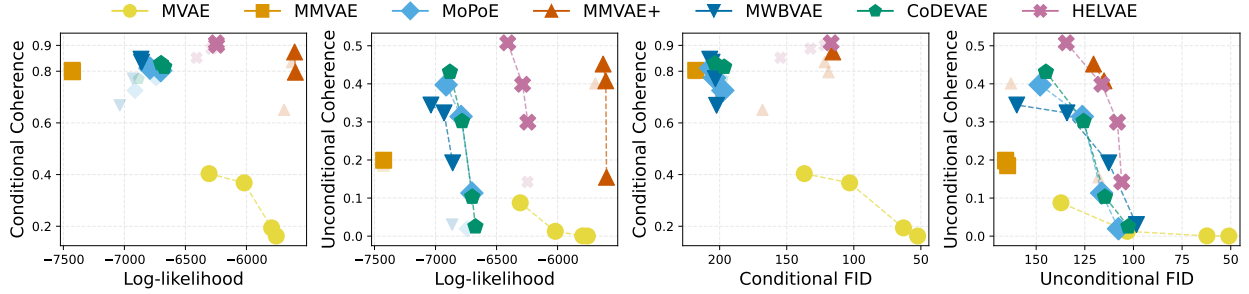 MVAE MMVAE MoPoE MMVAE+ MWBVAE CoDEVAE HELVAE
Conditional Coherence
0.9
0.8
0.6
0.4
0.2
−7500 −7000 −6500 −6000
Log-likelihood
Unconditional Coherence
0.5
0.4
0.3
0.2
0.1
0.0
−7500 −7000 −6500 −6000
Log-likelihood
Conditional Coherence
0.9
0.8
0.6
0.4
0.2
200 150 100 50
Conditional FID
Unconditional Coherence
0.5
0.4
0.3
0.2
0.1
0.0
150 125 100 75 50
Unconditional FID